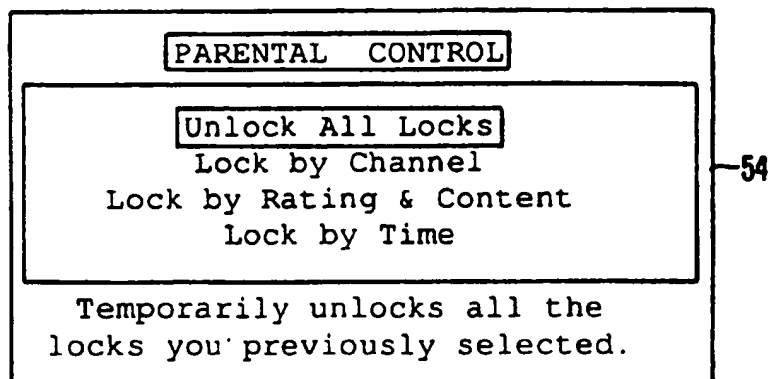 PARENTAL CONTROL
Unlock All Locks
Lock by Channel
Lock by Rating & Content
Lock by Time
54
Temporarily unlocks all the
locks you previously selected.